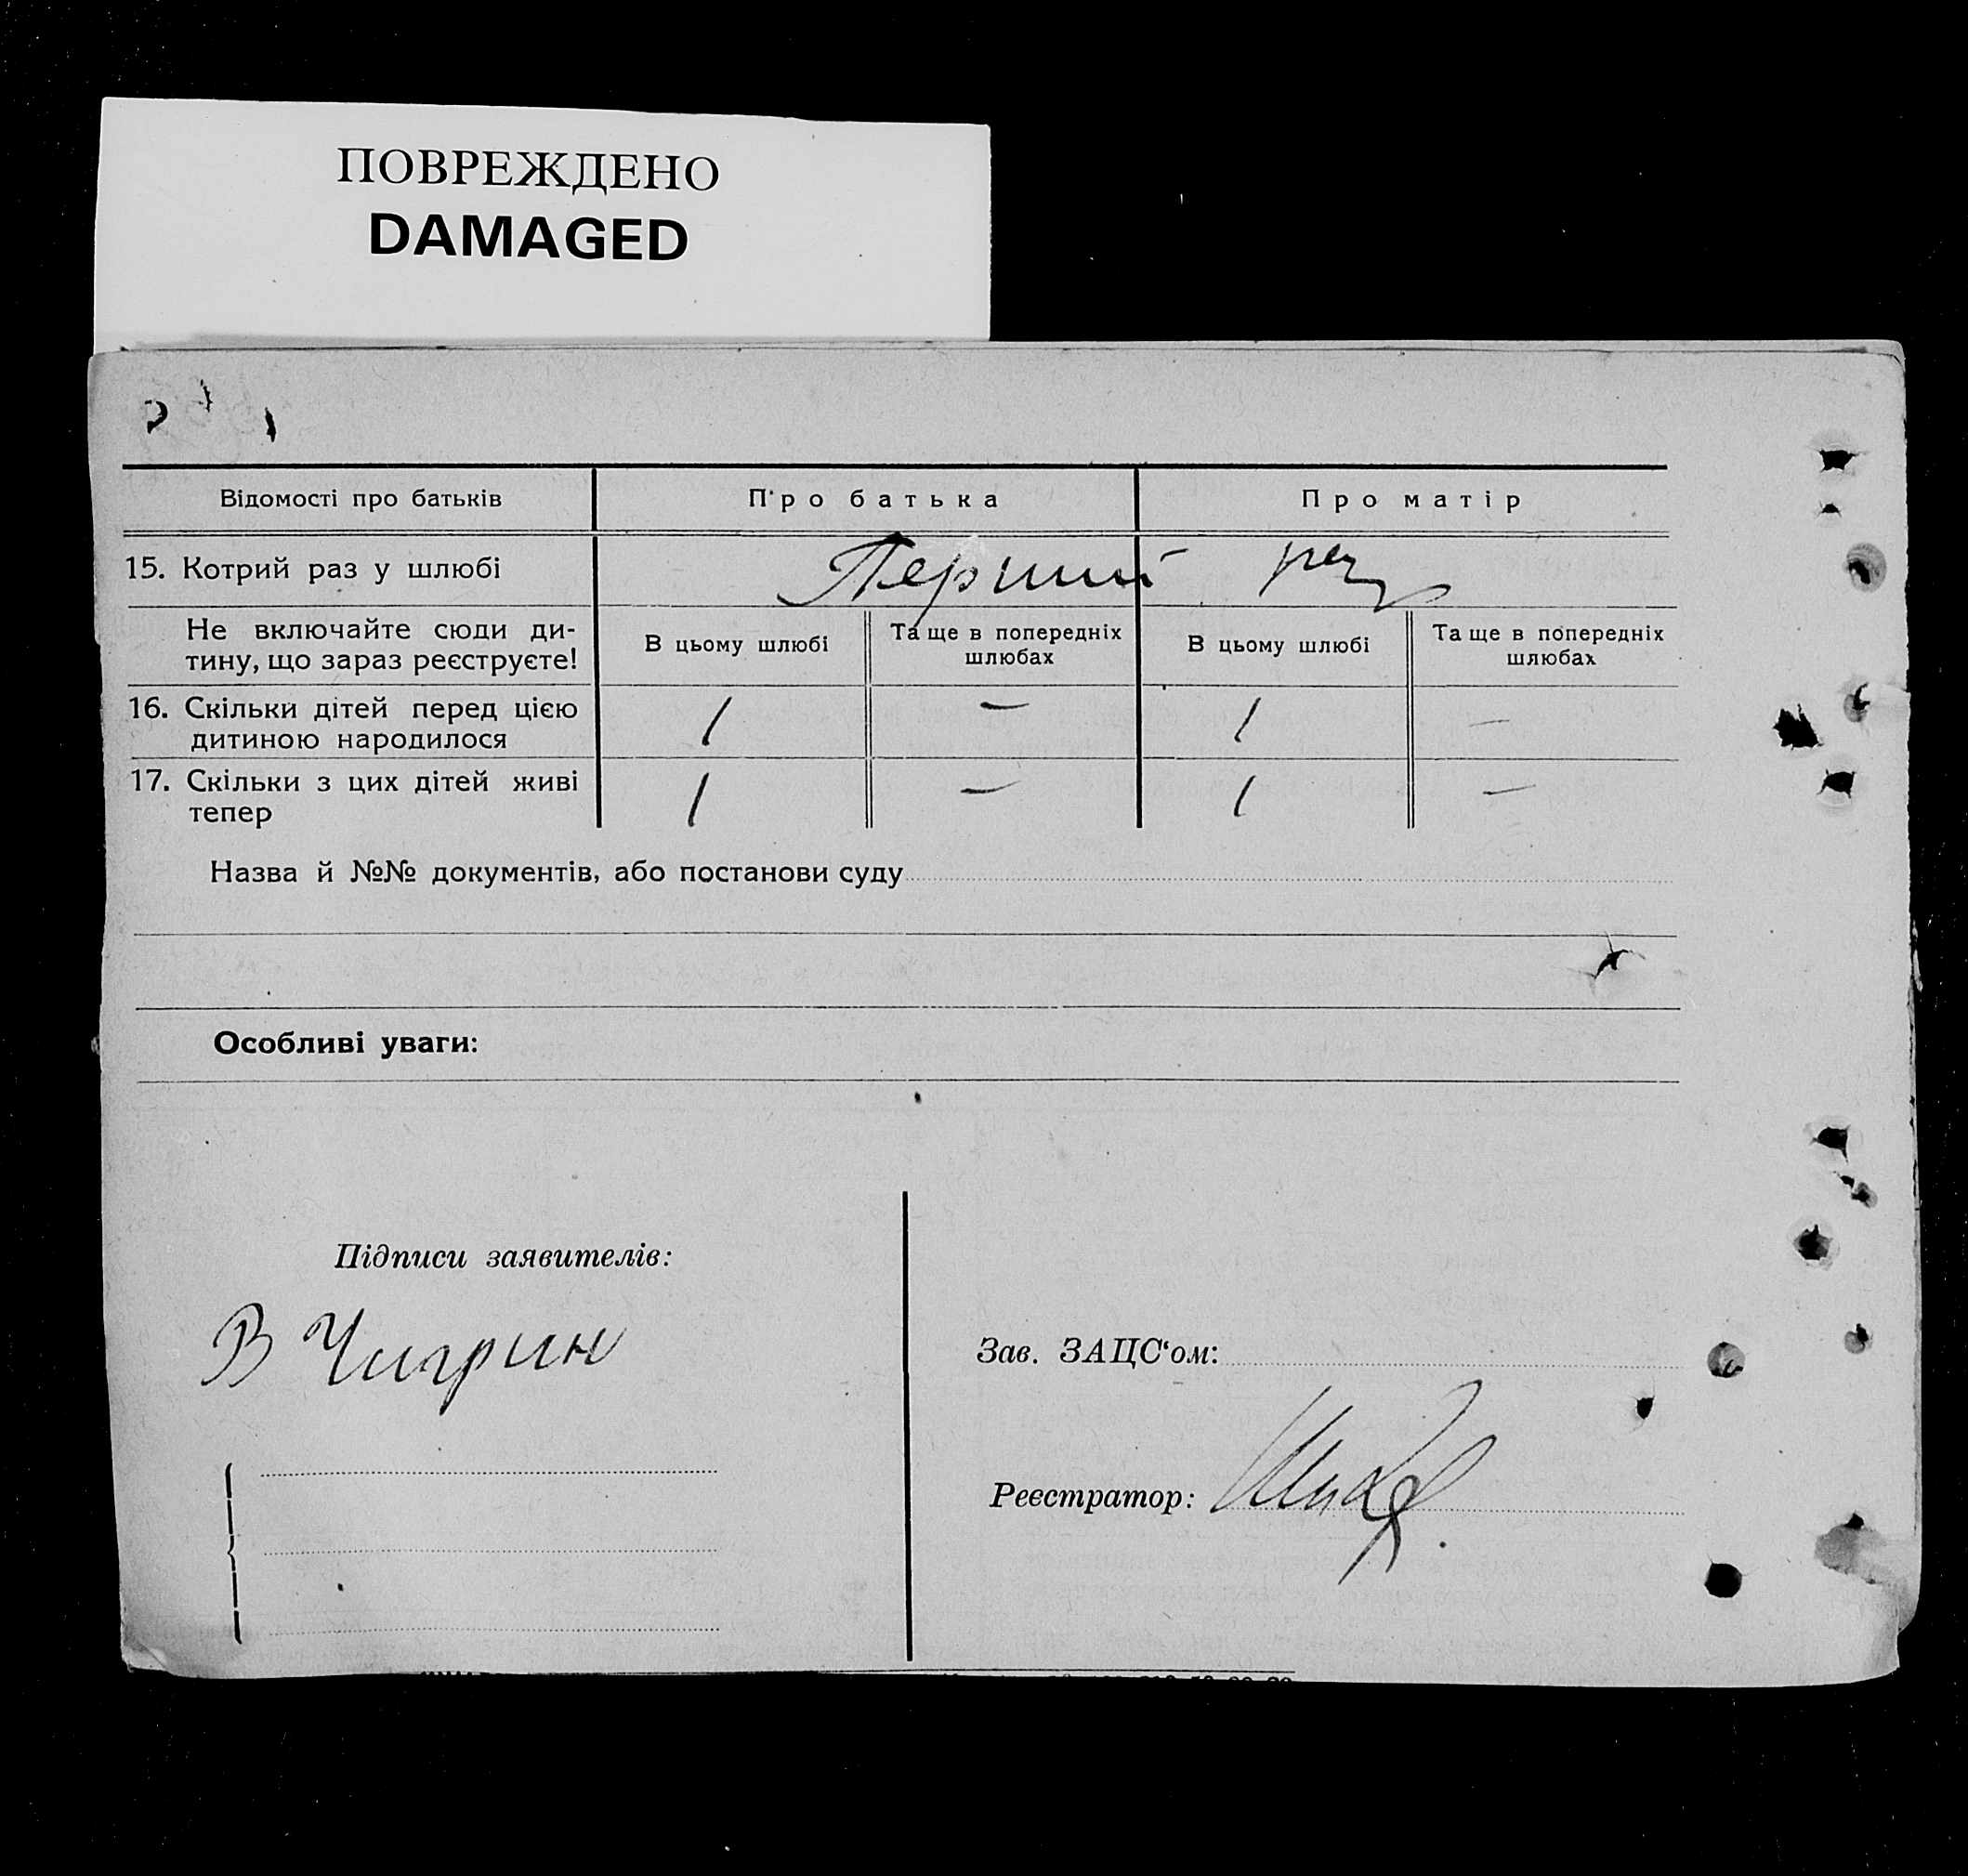 ПОВРЕЖДЕНО
DAMAGED
Відомості про батьків
Про батька
Про матір
15. Котрий раз у шлюбі
Перший раз
Не включайте сюди ди-
тину, що зараз реєструєте!
В цьому шлюбі
Та ще в попередніх
шлюбах
В цьому шлюбі
Та ще в попередніх
шлюбах
16. Скільки дітей перед цією
дитиною народилося
1
—
1
—
17. Скільки з цих дітей живі
тепер
1
—
1
—
Назва й №№ документів, або постанови суду
Особливі уваги:
Підписи заявителів:
В Чигрин
Зав. ЗАЦС‘ом:
Реєстратор: